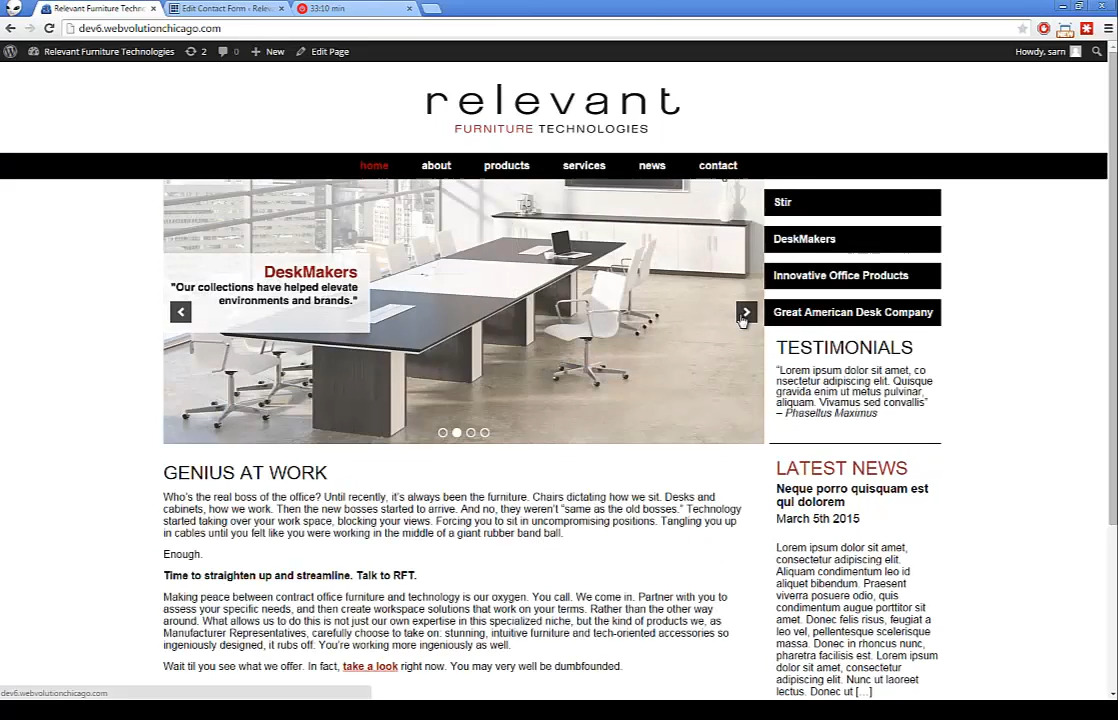 Relevant Furniture Techno
Edit Contact Form ‹ Relev
33:10 min
dev6.webvolutionchicago.com
NEW
Relevant Furniture Technologies
2
0
New
Edit Page
Howdy, sarn
relevant
FURNITURE TECHNOLOGIES
home
about
products
services
news
contact
DeskMakers
"Our collections have helped elevate
environments and brands."
Stir
DeskMakers
Innovative Office Products
Great American Desk Company
TESTIMONIALS
“Lorem ipsum dolor sit amet, co
nsectetur adipiscing elit. Quisque
gravida enim ut metus pulvinar,
aliquam. Vivamus sed convallis”
– Phasellus Maximus
GENIUS AT WORK
Who’s the real boss of the office? Until recently, it’s always been the furniture. Chairs dictating how we sit. Desks and
cabinets, how we work. Then the new bosses started to arrive. And no, they weren’t “same as the old bosses.” Technology
started taking over your work space, blocking your views. Forcing you to sit in uncompromising positions. Tangling you up
in cables until you felt like you were working in the middle of a giant rubber band ball.
Enough.
Time to straighten up and streamline. Talk to RFT.
Making peace between contract office furniture and technology is our oxygen. You call. We come in. Partner with you to
assess your specific needs, and then create workspace solutions that work on your terms. Rather than the other way
around. What allows us to do this is not just our own expertise in this specialized niche, but the kind of products we, as
Manufacturer Representatives, carefully choose to take on: stunning, intuitive furniture and tech-oriented accessories so
ingeniously designed, it rubs off. You’re working more ingeniously as well.
Wait til you see what we offer. In fact, take a look right now. You may very well be dumbfounded.
LATEST NEWS
Neque porro quisquam est
qui dolorem
March 5th 2015
Lorem ipsum dolor sit amet,
consectetur adipiscing elit.
Aliquam condimentum leo id
aliquet bibendum. Praesent
viverra posuere odio, quis
condimentum augue porttitor sit
amet. Donec felis risus, feugiat a
leo vel, pellentesque scelerisque
massa. Donec in rhoncus nunc,
pharetra facilisis est. Proin cursus
amet dolor, consectetur
adipiscing elit. Nunc ut laoreet
lectus. Donec ut […]
dev6.webvolutionchicago.com